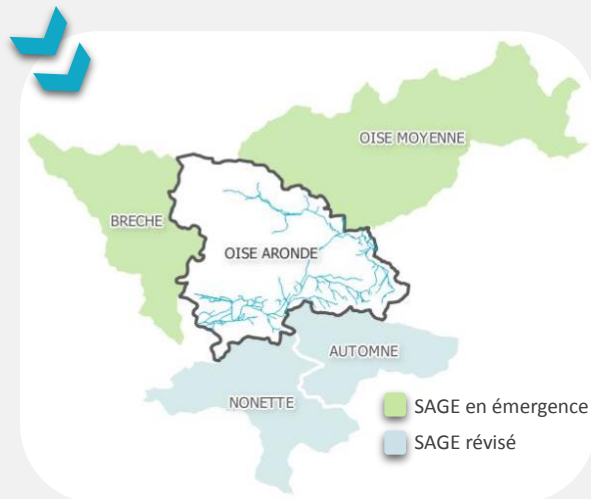 OISE MOYENNE
BRECHE
OISE ARONDE
AUTOMNE
NONETTE
SAGE en émergence
SAGE révisé